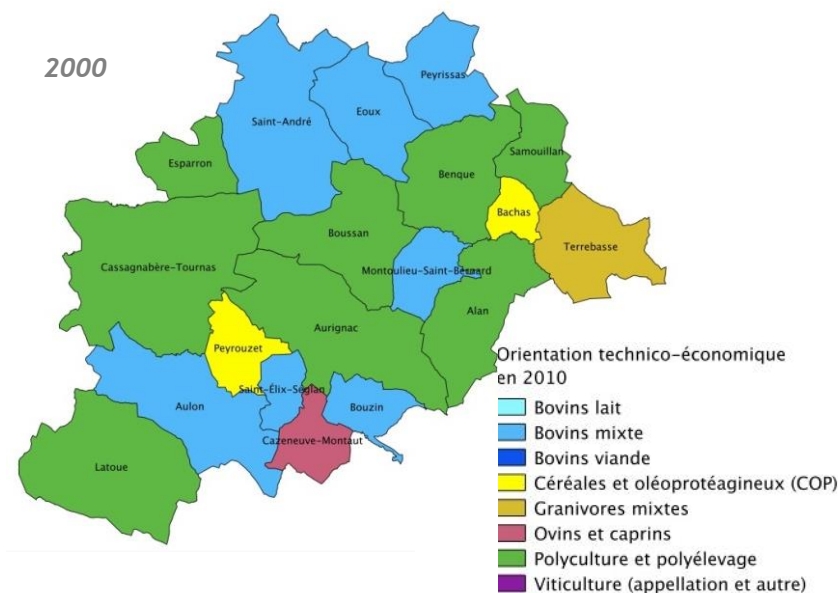 2000
Peyrissas
Saint-André
Eoux
Esparron
Samouillan
Benque
Bachas
Boussan
Terrebasse
Cassagnabère-Tournas
Montoulieu-Saint-Bernard
Alan
Aurignac
Peyrouzet
Saint-Élix-Séglan
Aulon
Bouzin
Cazeneuve-Montaut
Latoue
Orientation technico-économique
en 2010
Bovins lait
Bovins mixte
Bovins viande
Céréales et oléoprotéagineux (COP)
Granivores mixtes
Ovins et caprins
Polyculture et polyélevage
Viticulture (appellation et autre)